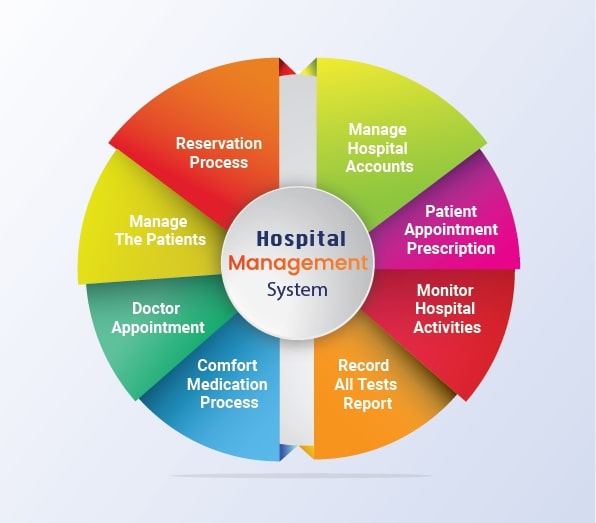 Reservation
Process
Manage
Hospital
Accounts
Manage
The Patients
Patient
Appointment
Prescription
Hospital
Management
System
Doctor
Appointment
Monitor
Hospital
Activities
Comfort
Medication
Process
Record
All Tests
Report